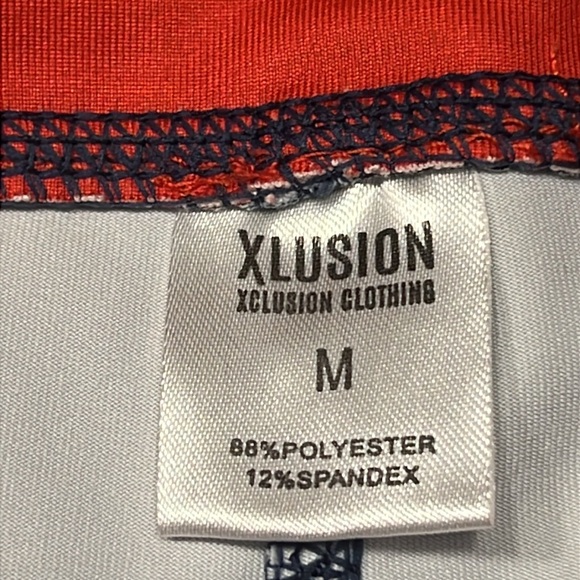 XLUSION
XCLUSION CLOTHING
M
88%POLYESTER
12%SPANDEX